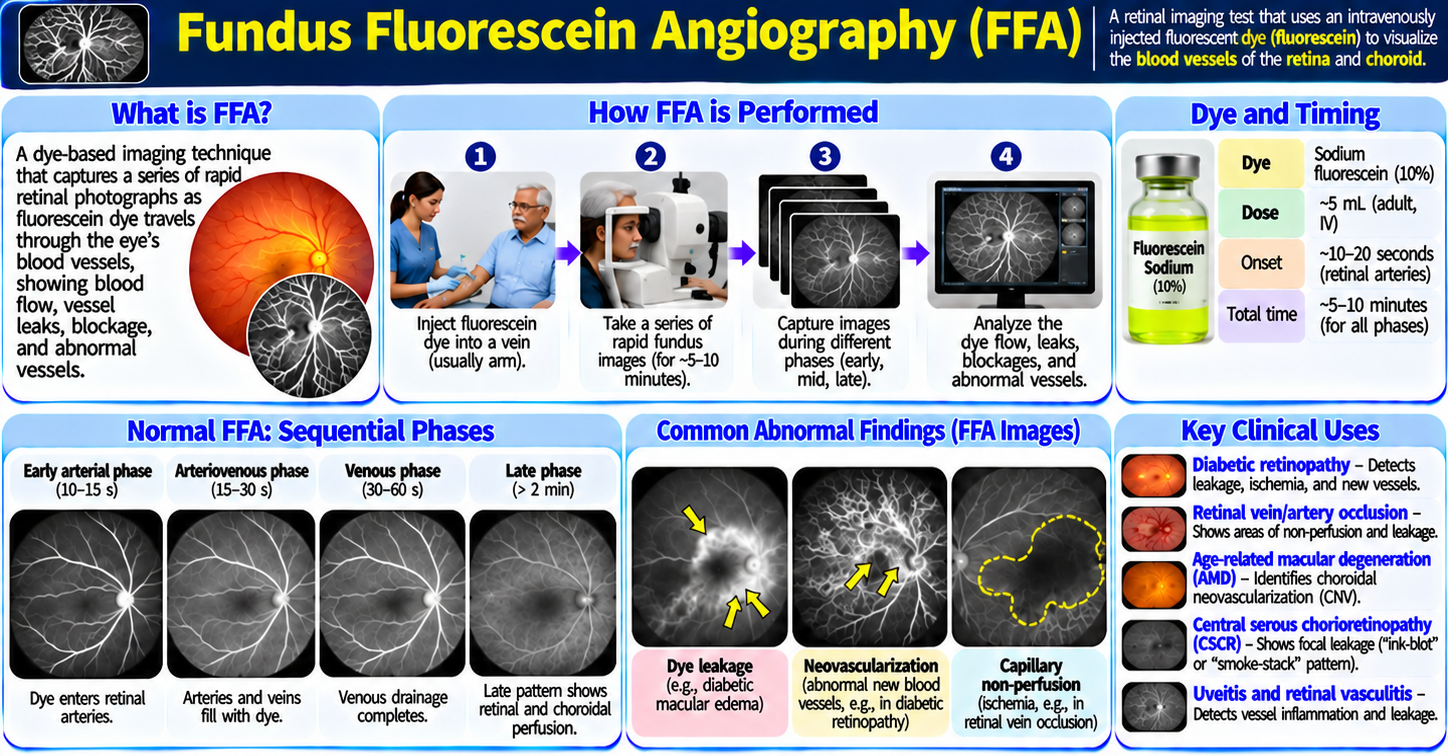 Fundus Fluorescein Angiography (FFA)
A retinal imaging test that uses an intravenously
injected fluorescent dye (fluorescein) to visualize
the blood vessels of the retina and choroid.
What is FFA?
A dye-based imaging technique
that captures a series of rapid
retinal photographs as
fluorescein dye travels
through the eye's
blood vessels,
showing blood
flow, vessel
leaks, blockage,
and abnormal
vessels.
How FFA is Performed
1
Inject fluorescein
dye into a vein
(usually arm).
2
Take a series of
rapid fundus
images (for ~5–10
minutes).
3
Capture images
during different
phases (early,
mid, late).
4
Analyze the
dye flow, leaks,
blockages, and
abnormal vessels.
Dye and Timing
Fluorescein
Sodium
(10%)
Dye
Sodium
fluorescein (10%)
Dose
~5 mL (adult,
IV)
Onset
~10–20 seconds
(retinal arteries)
Total time
~5–10 minutes
(for all phases)
Normal FFA: Sequential Phases
Early arterial phase
(10–15 s)
Dye enters retinal
arteries.
Arteriovenous phase
(15–30 s)
Arteries and veins
fill with dye.
Venous phase
(30–60 s)
Venous drainage
completes.
Late phase
(> 2 min)
Late pattern shows
retinal and choroidal
perfusion.
Common Abnormal Findings (FFA Images)
Dye leakage
(e.g., diabetic
macular edema)
Neovascularization
(abnormal new blood
vessels, e.g., in diabetic
retinopathy)
Capillary
non-perfusion
(ischemia, e.g., in
retinal vein occlusion)
Key Clinical Uses
Diabetic retinopathy – Detects
leakage, ischemia, and new vessels.
Retinal vein/artery occlusion –
Shows areas of non-perfusion and leakage.
Age-related macular degeneration
(AMD) – Identifies choroidal
neovascularization (CNV).
Central serous chorioretinopathy
(CSCR) – Shows focal leakage ("ink-blot"
or "smoke-stack" pattern).
Uveitis and retinal vasculitis –
Detects vessel inflammation and leakage.